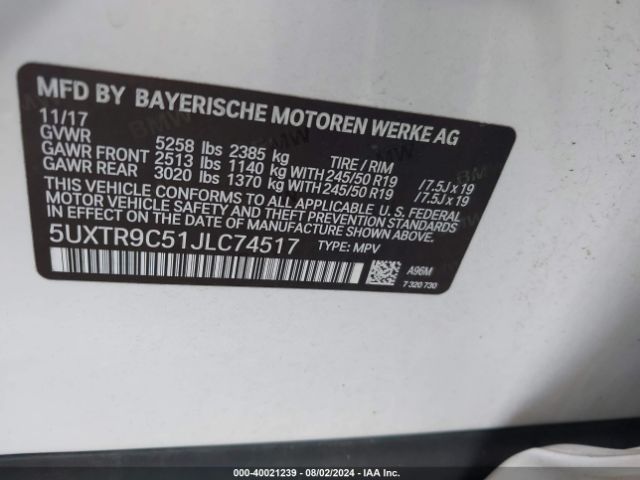 MFD BY BAYERISCHE MOTOREN WERKE AG
11/17
GVWR 5258 lbs 2385 kg TIRE / RIM
GAWR FRONT 2513 lbs 1140 kg WITH 245/50 R19 /7.5J x 19
GAWR REAR 3020 lbs 1370 kg WITH 245/50 R19 /7.5J x 19
THIS VEHICLE CONFORMS TO ALL APPLICABLE U.S. FEDERAL
MOTOR VEHICLE SAFETY, BUMPER AND THEFT PREVENTION
STANDARDS IN EFFECT ON THE DATE OF MANUFACTURE SHOWN ABOVE.
5UXTR9C51JLC74517 TYPE: MPV
A96M
7 320 730
000-40021239 - 08/02/2024 - IAA Inc.